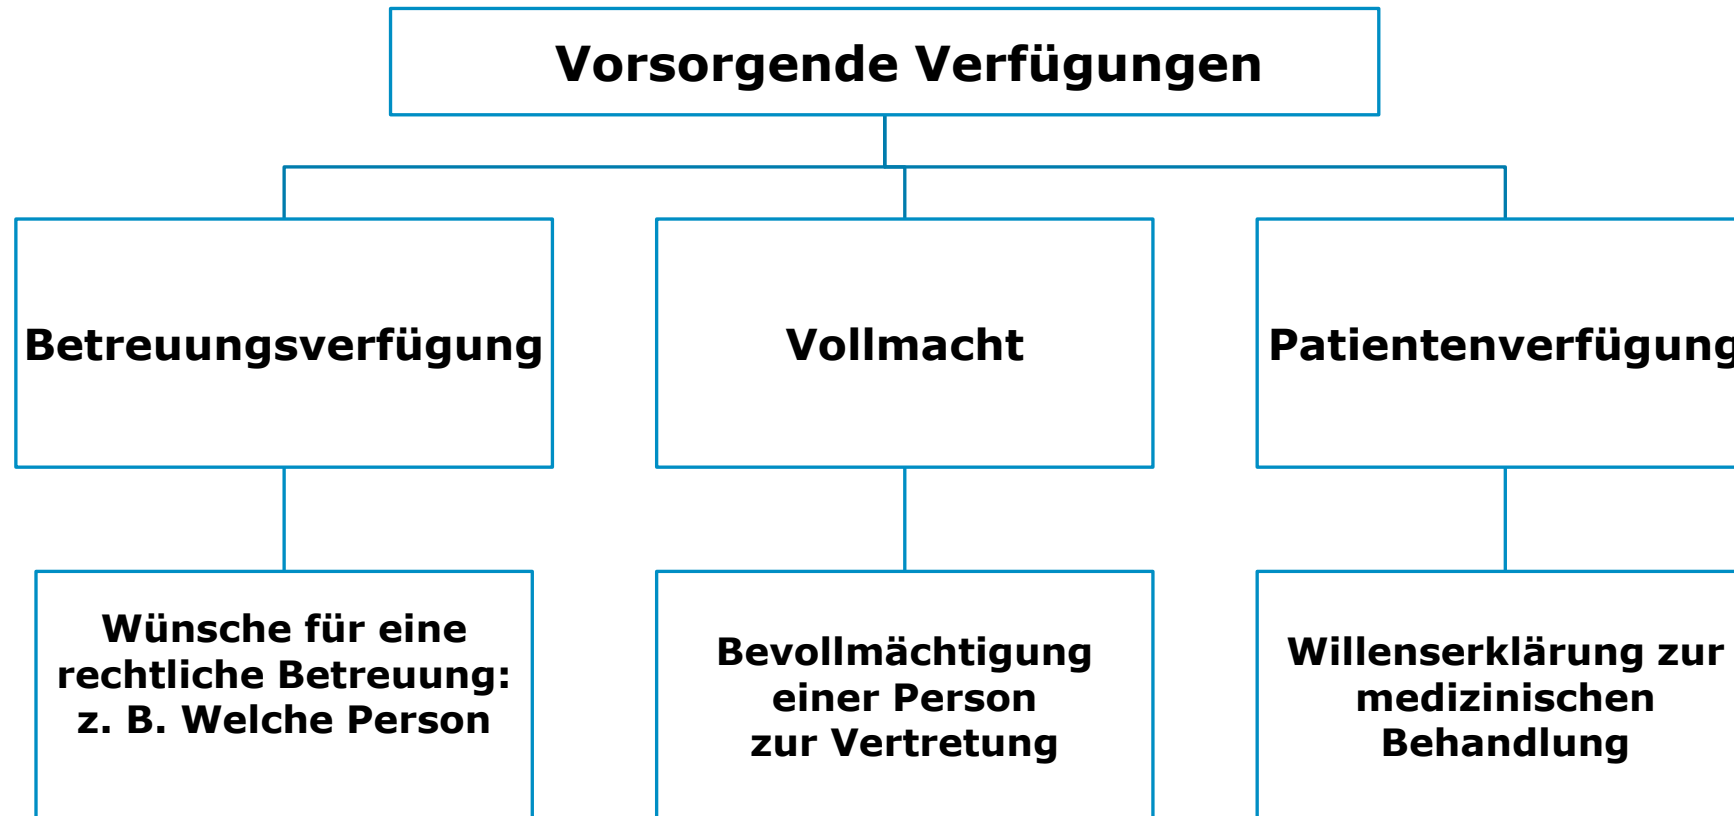 Vorsorgende Verfügungen
Betreuungsverfügung
Vollmacht
Patientenverfügung
Wünsche für eine
rechtliche Betreuung:
z. B. Welche Person
Bevollmächtigung
einer Person
zur Vertretung
Willenserklärung zur
medizinischen
Behandlung